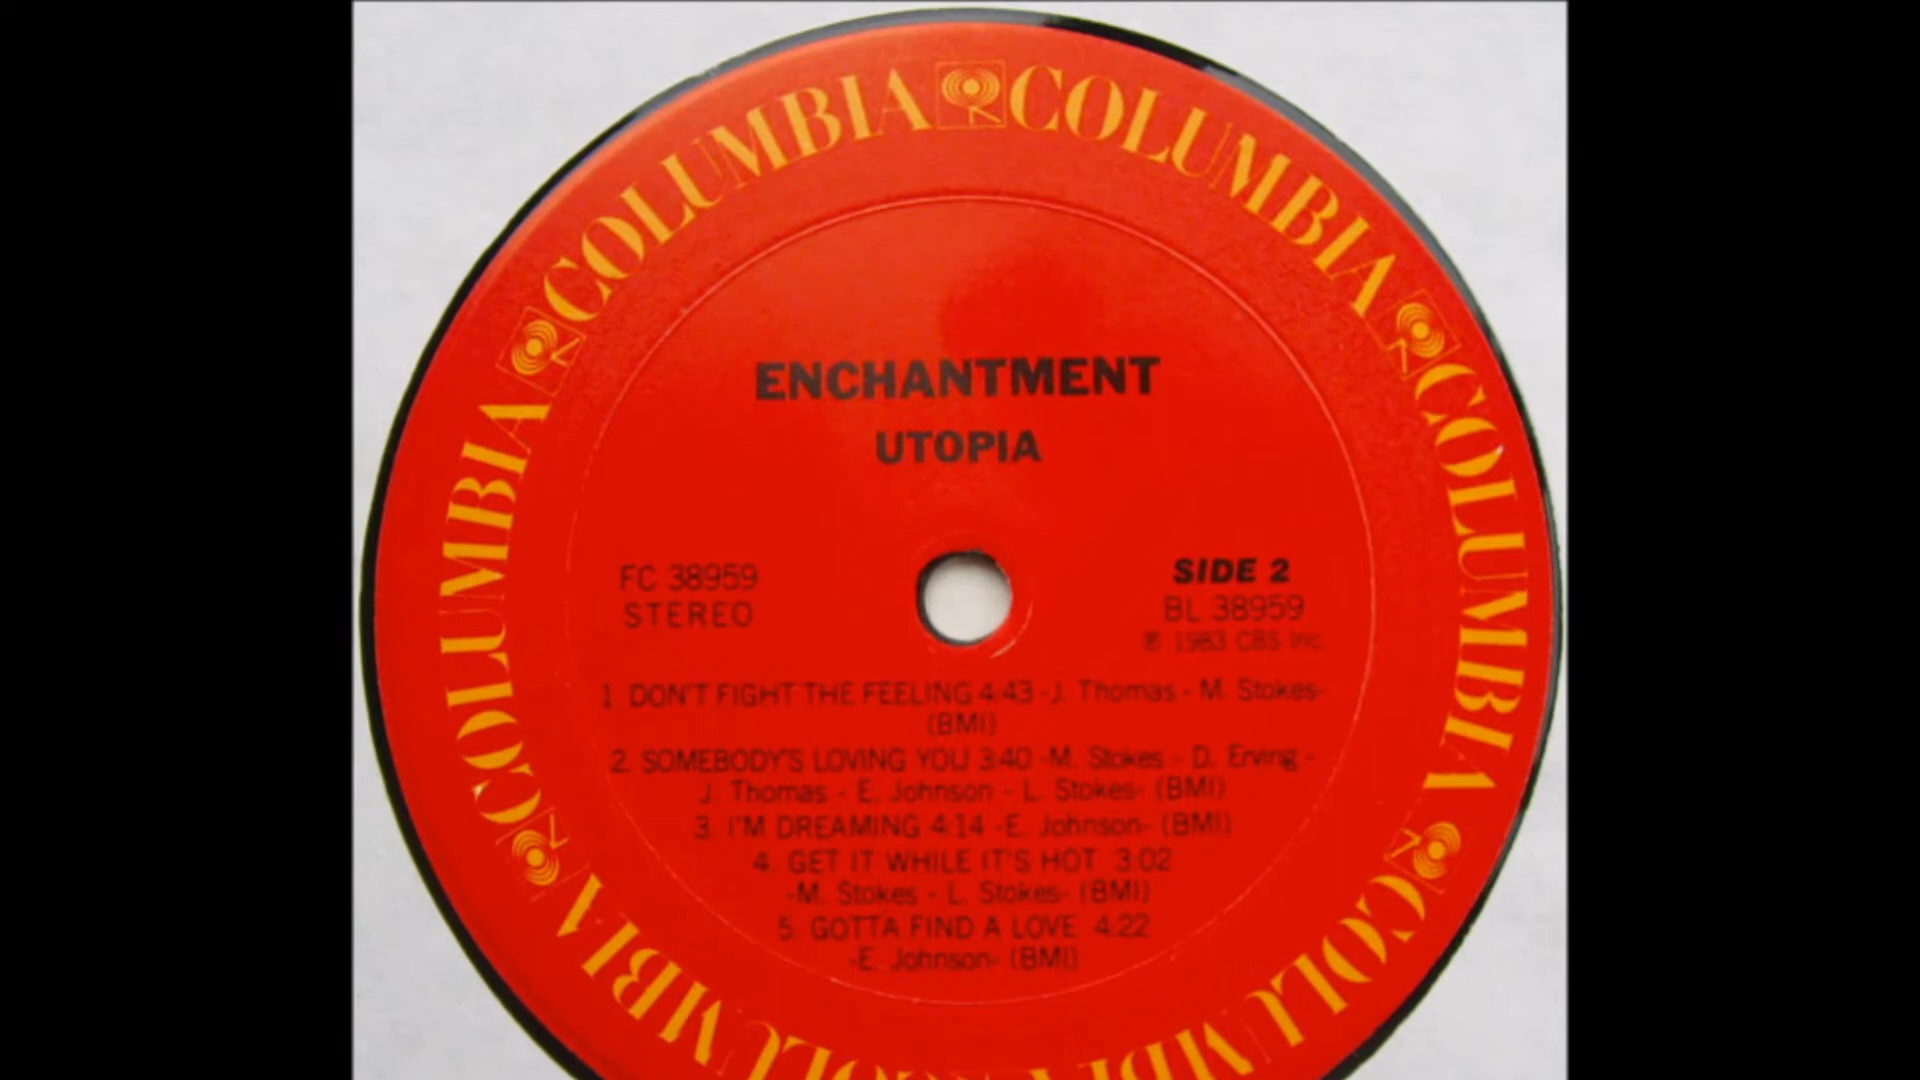 COLUMBIA COLUMBIA COLUMBIA COLUMBIA COLUMBIA COLUMBIA
ENCHANTMENT
UTOPIA
FC 38959
STEREO
SIDE 2
BL 38959
℗ 1983 CBS Inc.
1. DON'T FIGHT THE FEELING 4:43 -J. Thomas - M. Stokes-
(BMI)
2. SOMEBODY'S LOVING YOU 3:40 -M. Stokes - D. Erving -
J. Thomas - E. Johnson - L. Stokes- (BMI)
3. I'M DREAMING 4:14 -E. Johnson- (BMI)
4. GET IT WHILE IT'S HOT 3:02
-M. Stokes - L. Stokes- (BMI)
5. GOTTA FIND A LOVE 4:22
-E. Johnson- (BMI)